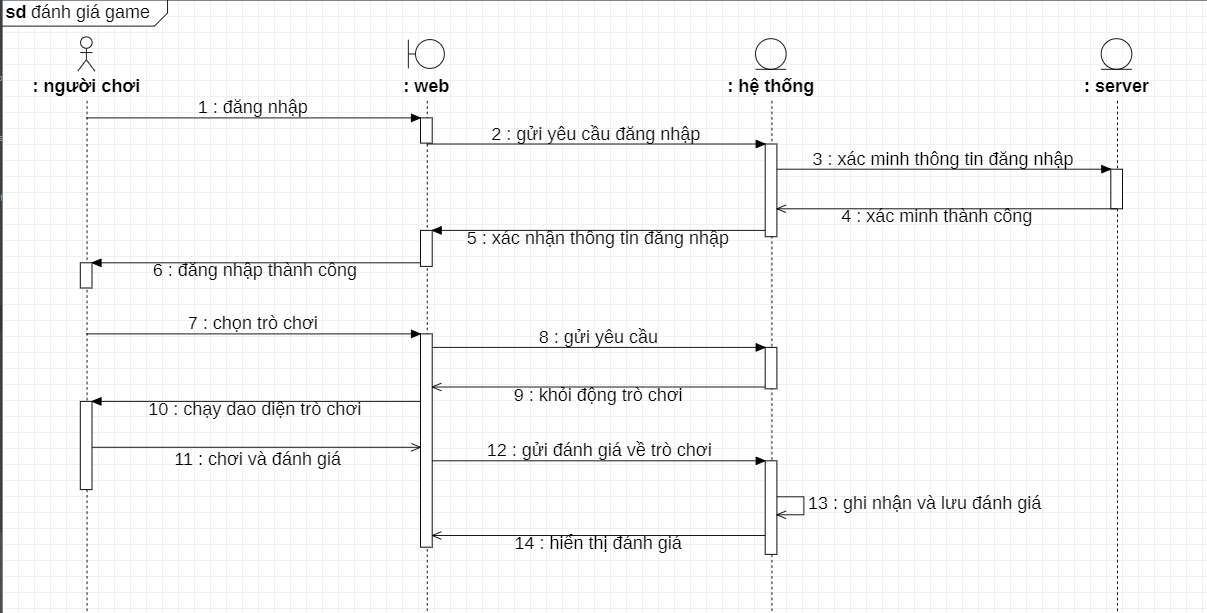 sd đánh giá game
: người chơi
: web
: hệ thống
: server
1 : đăng nhập
2 : gửi yêu cầu đăng nhập
3 : xác minh thông tin đăng nhập
4 : xác minh thành công
5 : xác nhận thông tin đăng nhập
6 : đăng nhập thành công
7 : chọn trò chơi
8 : gửi yêu cầu
9 : khỏi động trò chơi
10 : chạy dao diện trò chơi
11 : chơi và đánh giá
12 : gửi đánh giá về trò chơi
13 : ghi nhận và lưu đánh giá
14 : hiển thị đánh giá